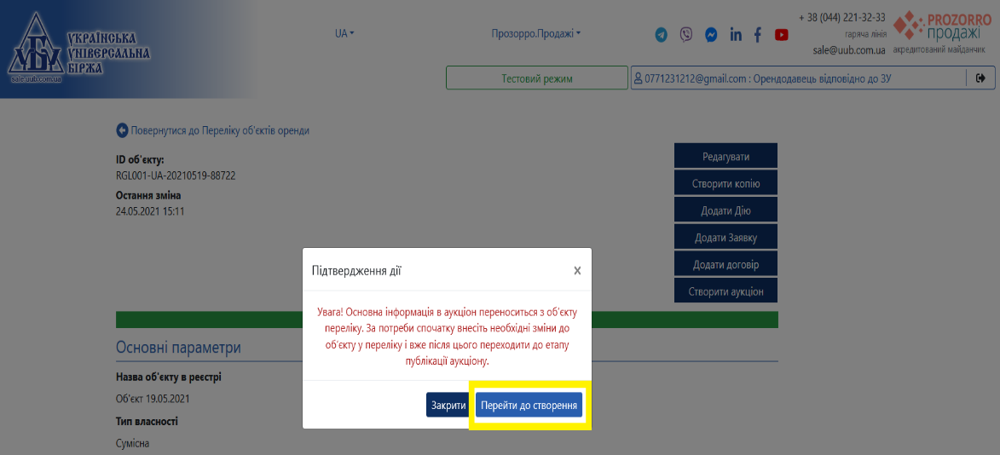 УКРАЇНСЬКА
УНІВЕРСАЛЬНА
БІРЖА
УУБ
sale.uub.com.ua
UA
Прозорро.Продажі
+ 38 (044) 221-32-33
гаряча лінія
sale@uub.com.ua
PROZORRO
продажі
акредитований майданчик
Тестовий режим
0771231212@gmail.com : Орендодавець відповідно до ЗУ
Повернутися до Переліку об'єктів оренди
ID об'єкту:
RGL001-UA-20210519-88722
Остання зміна
24.05.2021 15:11
Редагувати
Створити копію
Додати Дію
Додати Заявку
Додати договір
Створити аукціон
Підтвердження дії
×
Увага! Основна інформація в аукціон переноситься з об'єкту
переліку. За потреби спочатку внесіть необхідні зміни до
об'єкту у переліку і вже після цього переходити до етапу
публікації аукціону.
Закрити
Перейти до створення
Основні параметри
Назва об'єкту в реєстрі
Об'єкт 19.05.2021
Тип власності
Сумісна